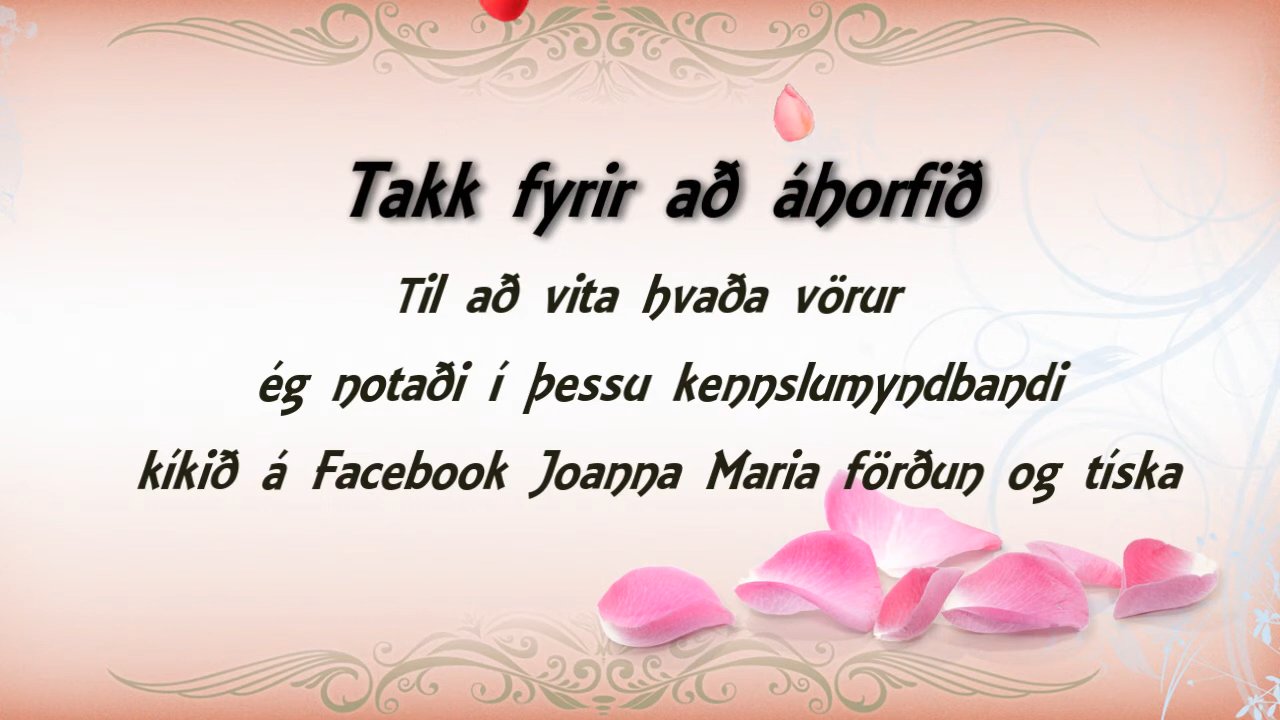 Takk fyrir að áhorfið
Til að vita hvaða vörur
ég notaði í þessu kennslumyndbandi
kíkið á Facebook Joanna Maria förðun og tíska